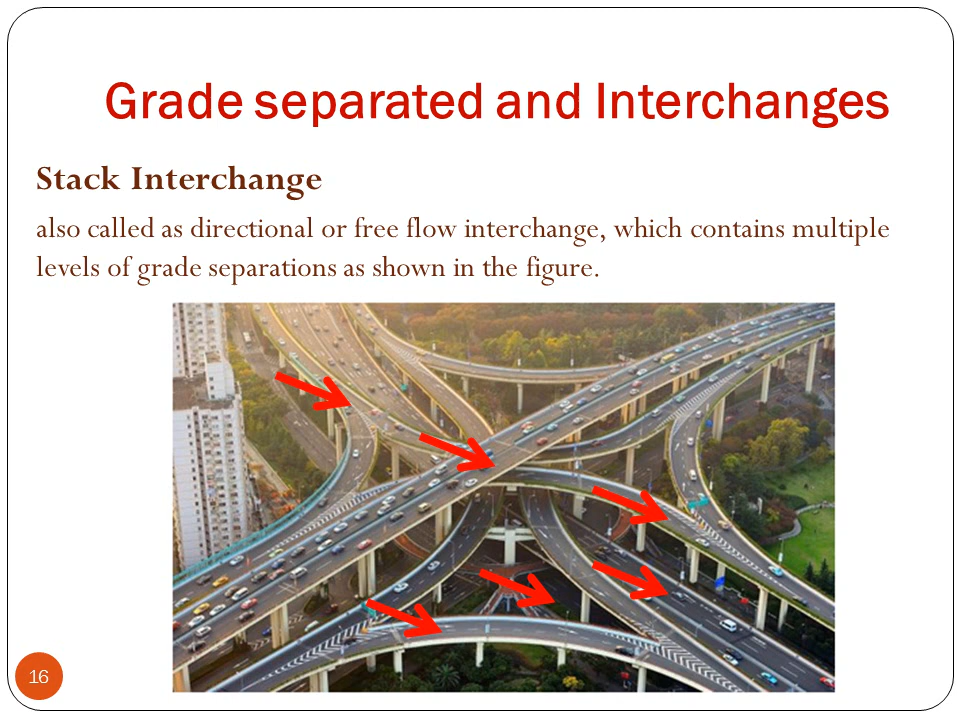 Grade separated and Interchanges
Stack Interchange
also called as directional or free flow interchange, which contains multiple
levels of grade separations as shown in the figure.
16